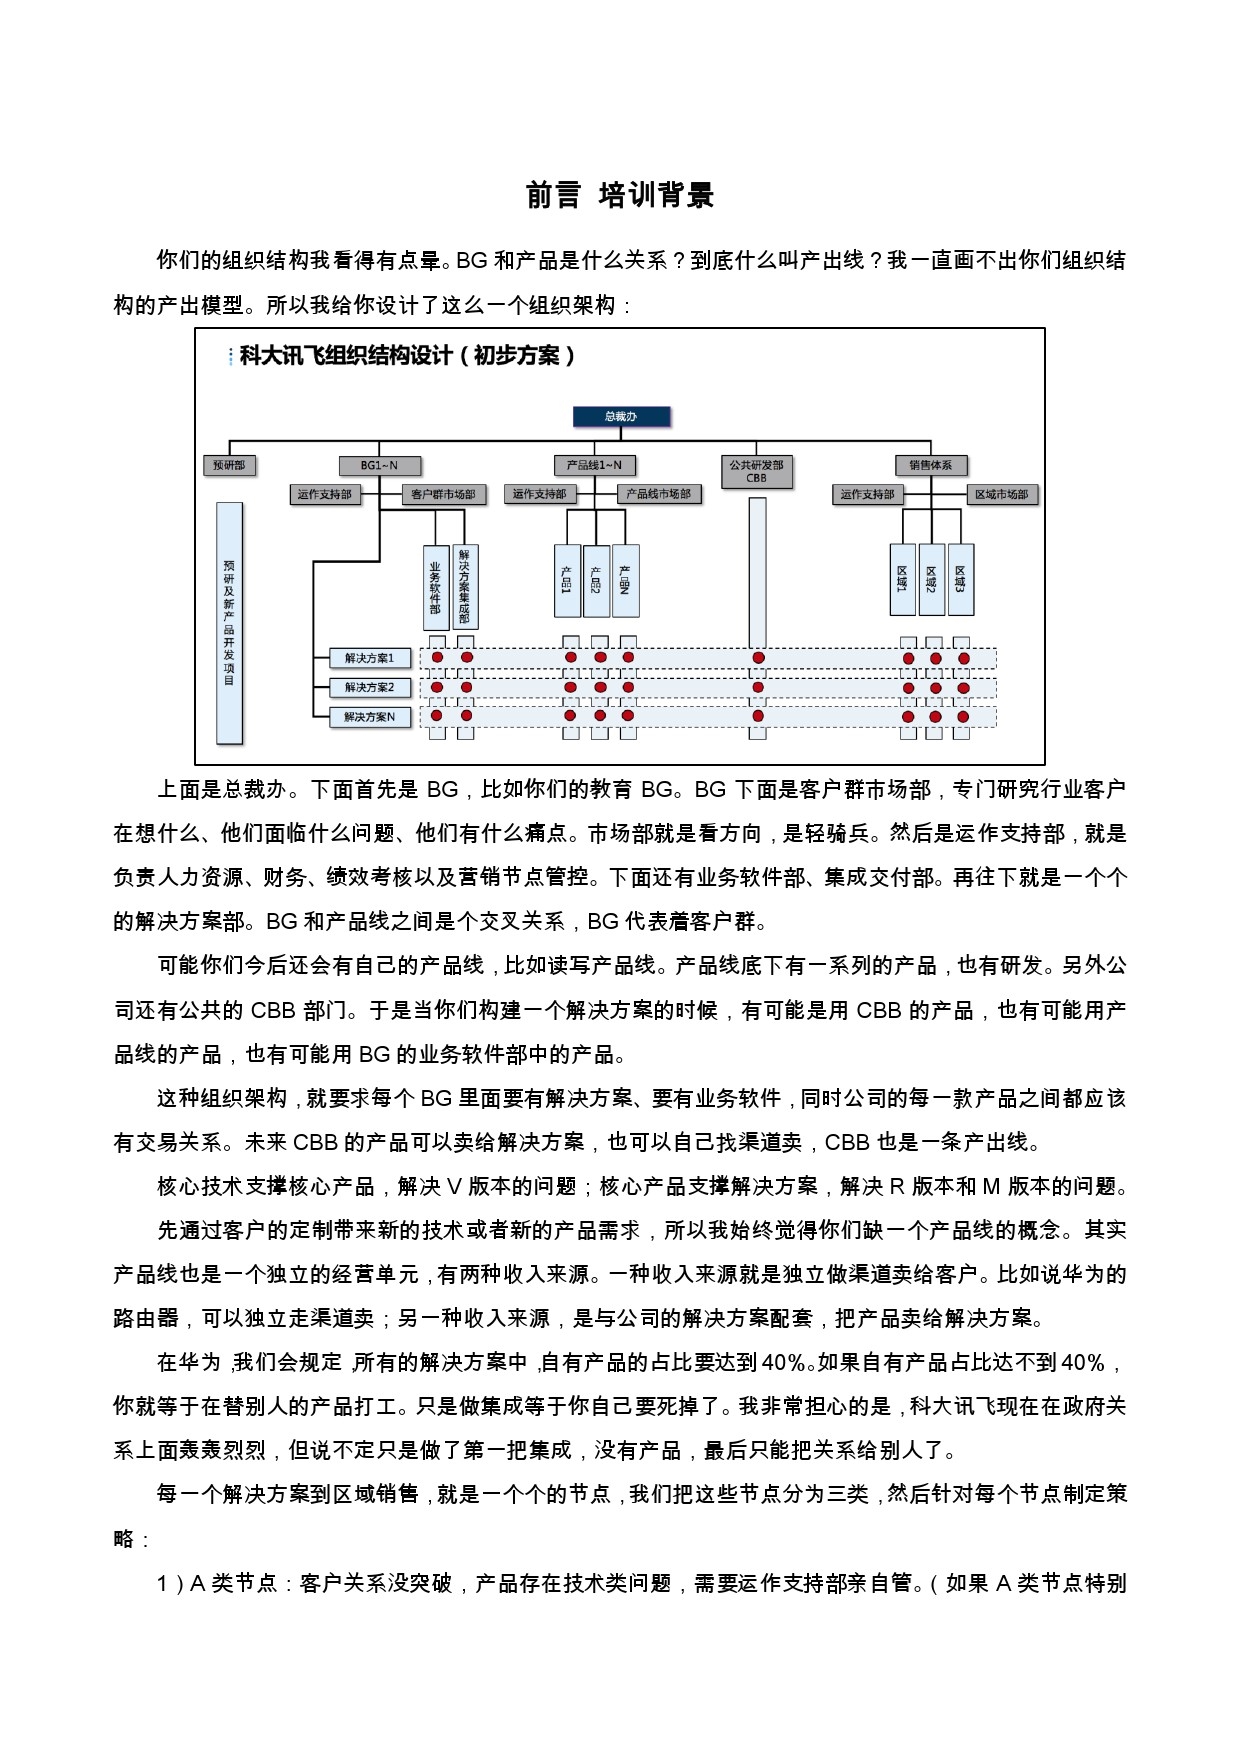 前言 培训背景
你们的组织结构我看得有点晕。BG 和产品是什么关系？到底什么叫产出线？我一直画不出你们组织结
构的产出模型。所以我给你设计了这么一个组织架构：
科大讯飞组织结构设计（初步方案）
总裁办
预研部
BG1~N
产品线1~N
公共研发部
CBB
销售体系
运作支持部
客户群市场部
运作支持部
产品线市场部
运作支持部
区域市场部
预研及新产品开发项目
业务软件部
解决方案集成部
产品1
产品2
产品N
区域1
区域2
区域3
解决方案1
解决方案2
解决方案N
上面是总裁办。下面首先是 BG，比如你们的教育 BG。BG 下面是客户群市场部，专门研究行业客户
在想什么、他们面临什么问题、他们有什么痛点。市场部就是看方向，是轻骑兵。然后是运作支持部，就是
负责人力资源、财务、绩效考核以及营销节点管控。下面还有业务软件部、集成交付部。再往下就是一个个
的解决方案部。BG 和产品线之间是个交叉关系，BG 代表着客户群。
可能你们今后还会有自己的产品线，比如读写产品线。产品线底下有一系列的产品，也有研发。另外公
司还有公共的 CBB 部门。于是当你们构建一个解决方案的时候，有可能是用 CBB 的产品，也有可能用产
品线的产品，也有可能用 BG 的业务软件部中的产品。
这种组织架构，就要求每个 BG 里面要有解决方案、要有业务软件，同时公司的每一款产品之间都应该
有交易关系。未来 CBB 的产品可以卖给解决方案，也可以自己找渠道卖，CBB 也是一条产出线。
核心技术支撑核心产品，解决 V 版本的问题；核心产品支撑解决方案，解决 R 版本和 M 版本的问题。
先通过客户的定制带来新的技术或者新的产品需求，所以我始终觉得你们缺一个产品线的概念。其实
产品线也是一个独立的经营单元，有两种收入来源。一种收入来源就是独立做渠道卖给客户。比如说华为的
路由器，可以独立走渠道卖；另一种收入来源，是与公司的解决方案配套，把产品卖给解决方案。
在华为，我们会规定，所有的解决方案中，自有产品的占比要达到 40%。如果自有产品占比达不到 40%，
你就等于在替别人的产品打工。只是做集成等于你自己要死掉了。我非常担心的是，科大讯飞现在在政府关
系上面轰轰烈烈，但说不定只是做了第一把集成，没有产品，最后只能把关系给别人了。
每一个解决方案到区域销售，就是一个个的节点，我们把这些节点分为三类，然后针对每个节点制定策
略：
1）A 类节点：客户关系没突破，产品存在技术类问题，需要运作支持部亲自管。（如果 A 类节点特别